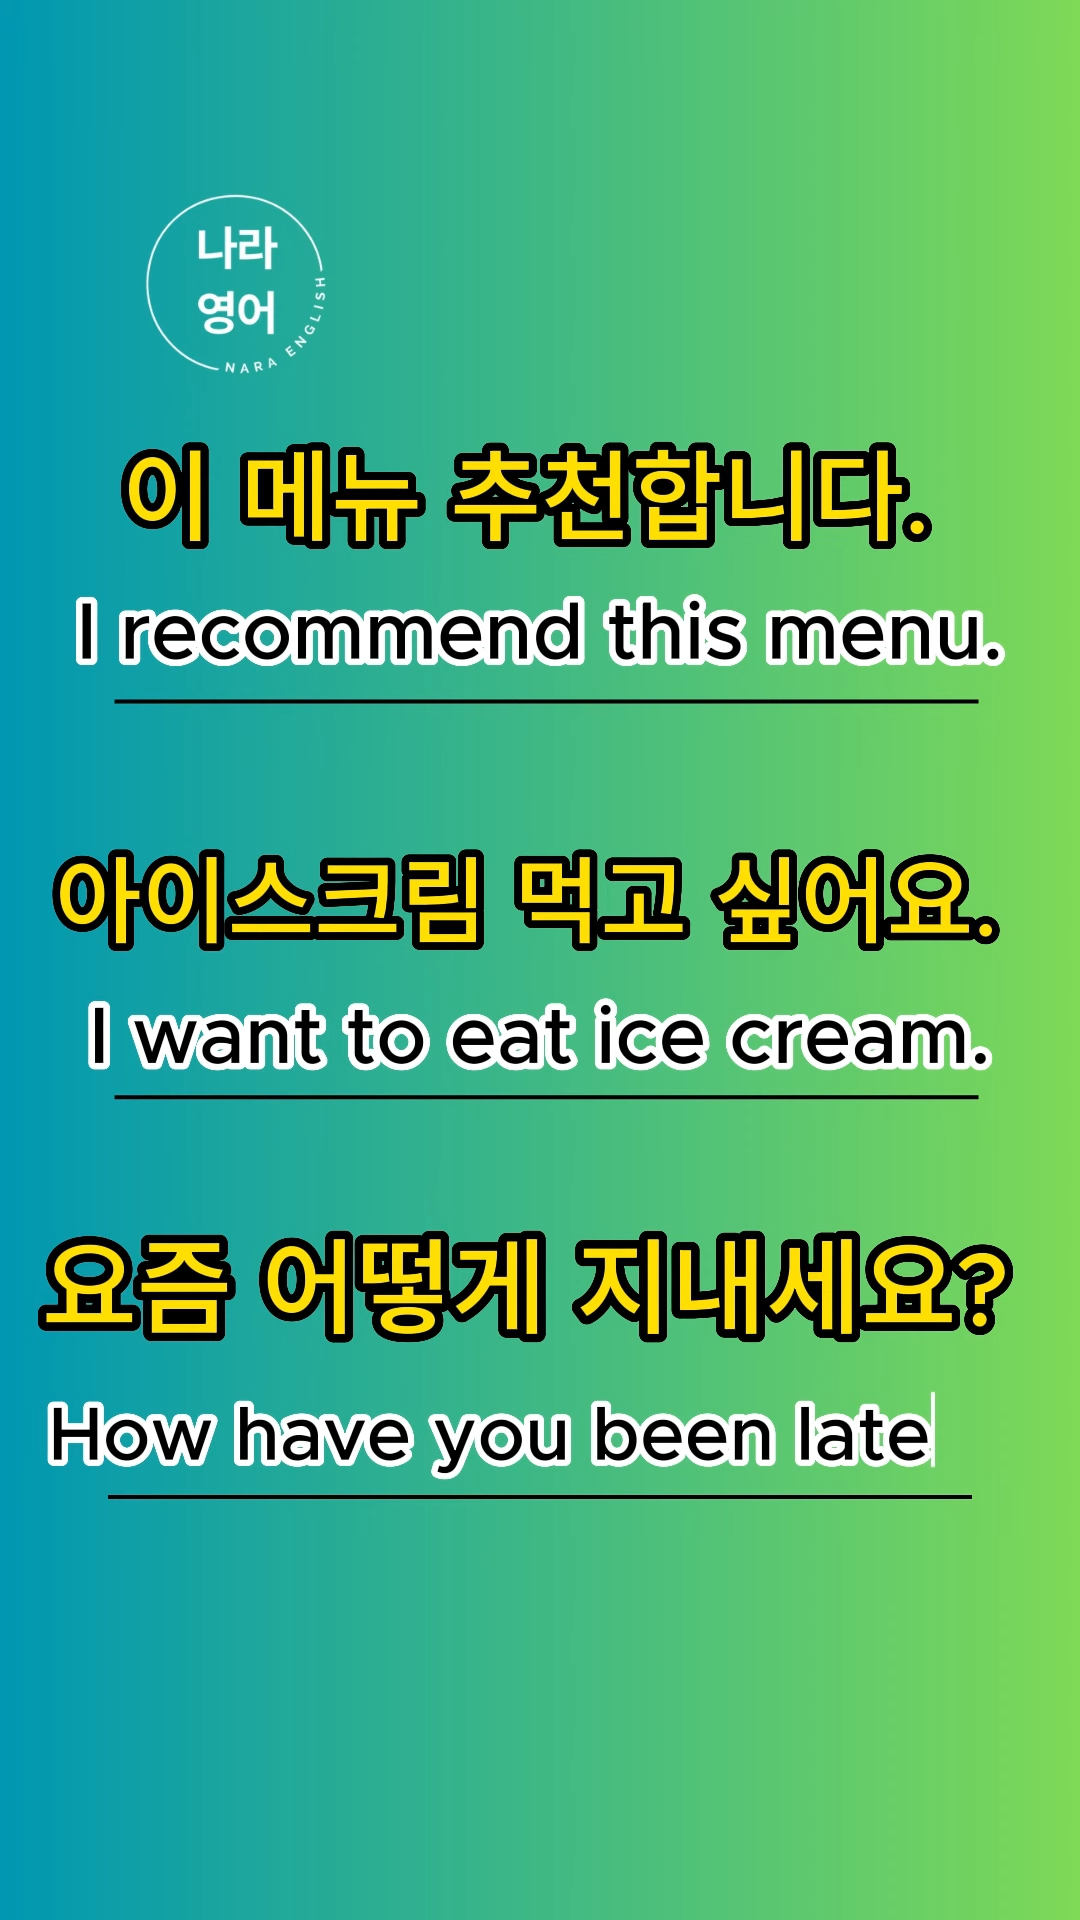 나라
영어
NARA ENGLISH
이 메뉴 추천합니다.
I recommend this menu.
아이스크림 먹고 싶어요.
I want to eat ice cream.
요즘 어떻게 지내세요?
How have you been late